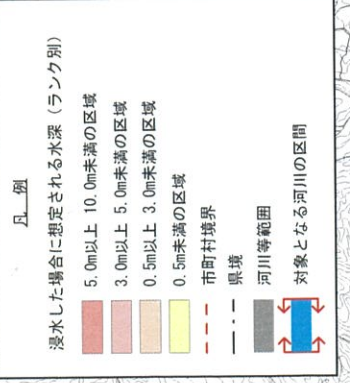 凡 例
浸水した場合に想定される水深（ランク別）
5.0m以上 10.0m未満の区域
3.0m以上 5.0m未満の区域
0.5m以上 3.0m未満の区域
0.5m未満の区域
市町村境界
県境
河川等範囲
対象となる河川の区間